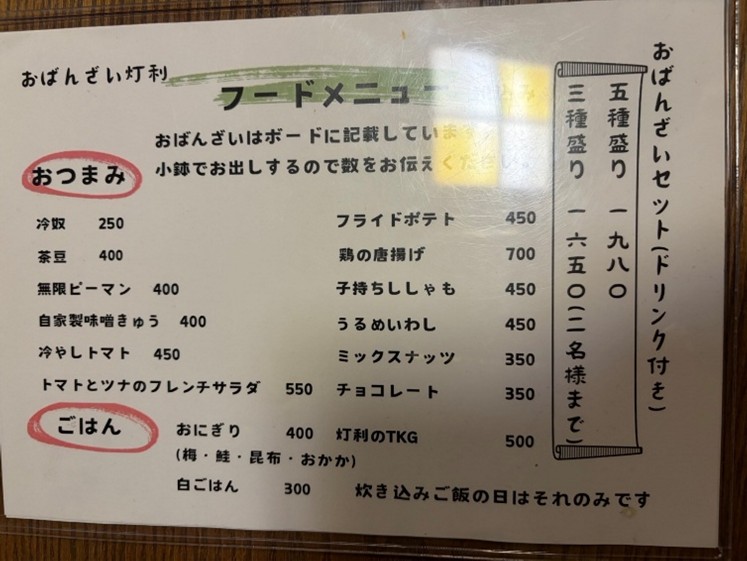 おばんざい灯利
フードメニュー
おばんざいはボードに記載しています
小鉢でお出しするので数をお伝えください。
おつまみ
冷奴 250
茶豆 400
無限ピーマン 400
自家製味噌きゅう 400
冷やしトマト 450
トマトとツナのフレンチサラダ 550
フライドポテト 450
鶏の唐揚げ 700
子持ちししゃも 450
うるめいわし 450
ミックスナッツ 350
チョコレート 350
ごはん
おにぎり 400
(梅・鮭・昆布・おかか)
白ごはん 300
灯利のTKG 500
炊き込みご飯の日はそれのみです
おばんざいセット(ドリンク付き)
五種盛り 一九八〇
三種盛り 一六五〇(二名様まで)